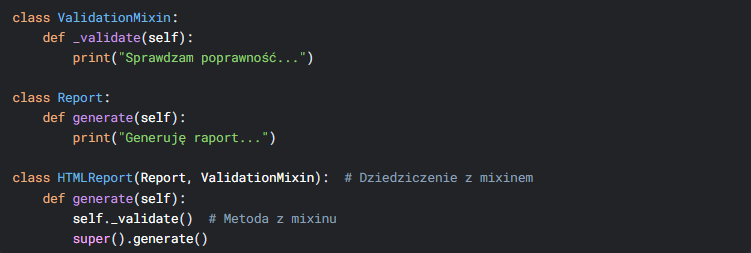 class ValidationMixin:
    def _validate(self):
        print("Sprawdzam poprawność...")

class Report:
    def generate(self):
        print("Generuję raport...")

class HTMLReport(Report, ValidationMixin):  # Dziedziczenie z mixinem
    def generate(self):
        self._validate()  # Metoda z mixinu
        super().generate()